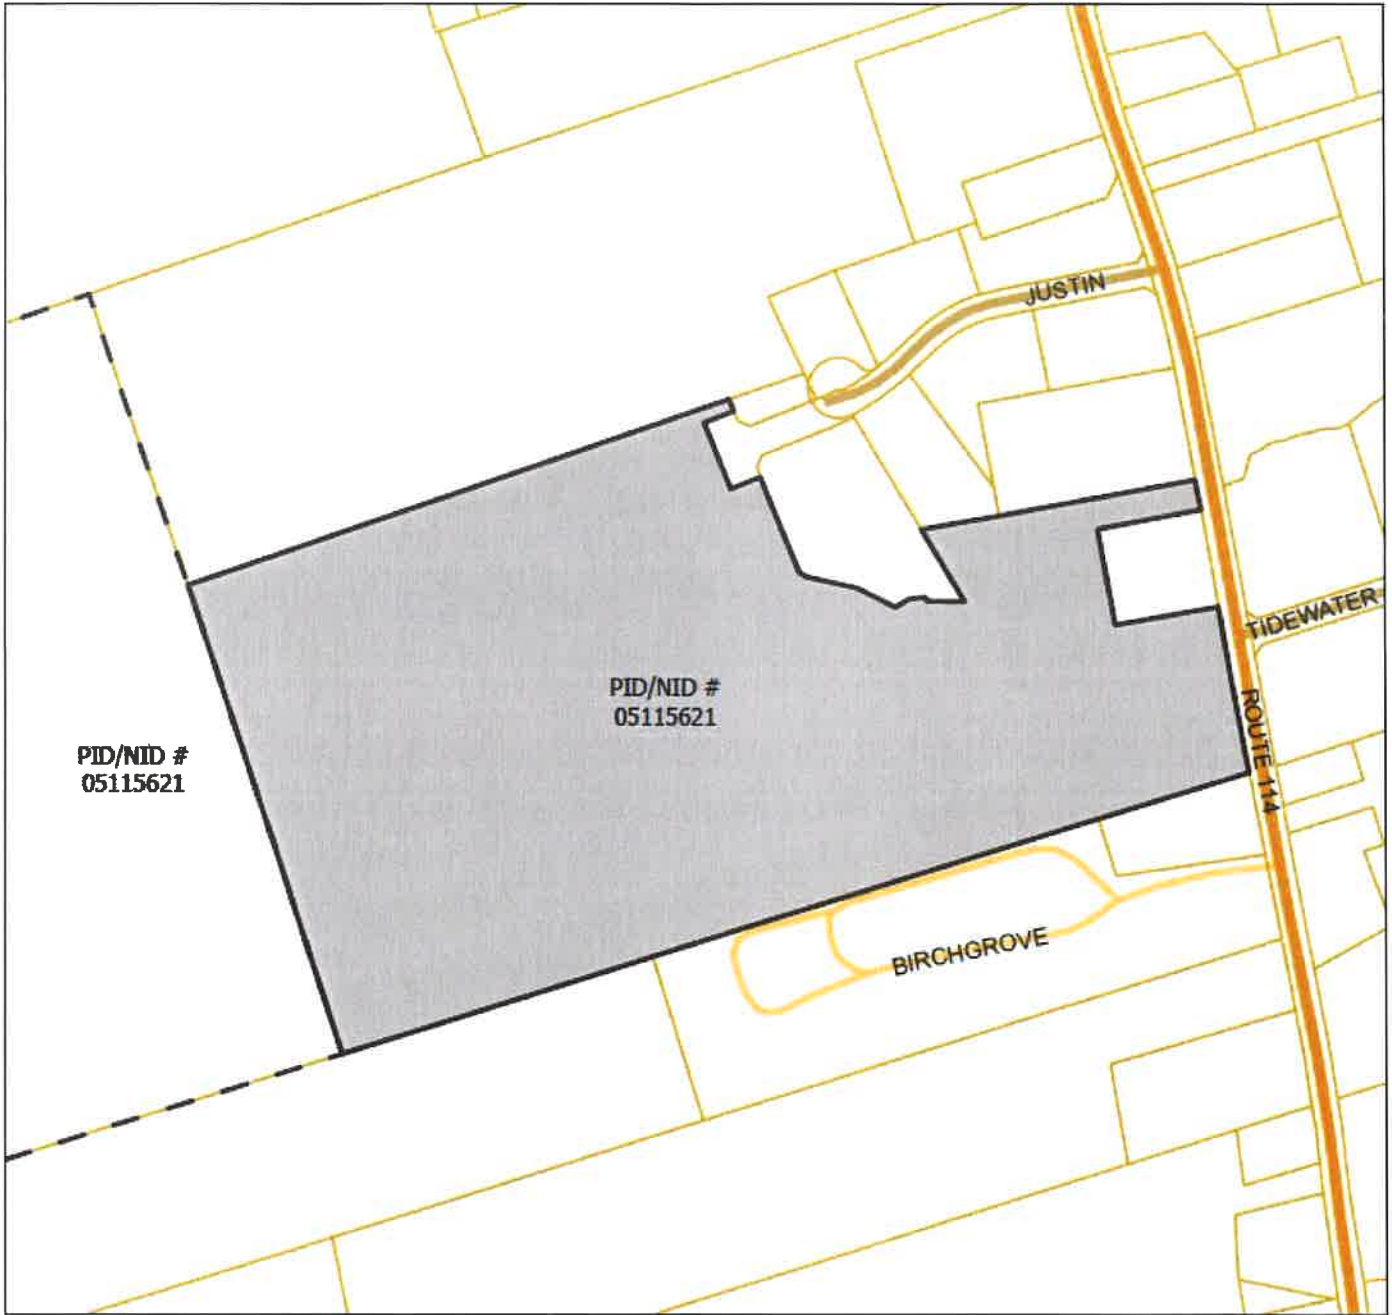 JUSTIN
TIDEWATER
PID/NID #
05115621
ROUTE 114
PID/NID #
05115621
BIRCHGROVE